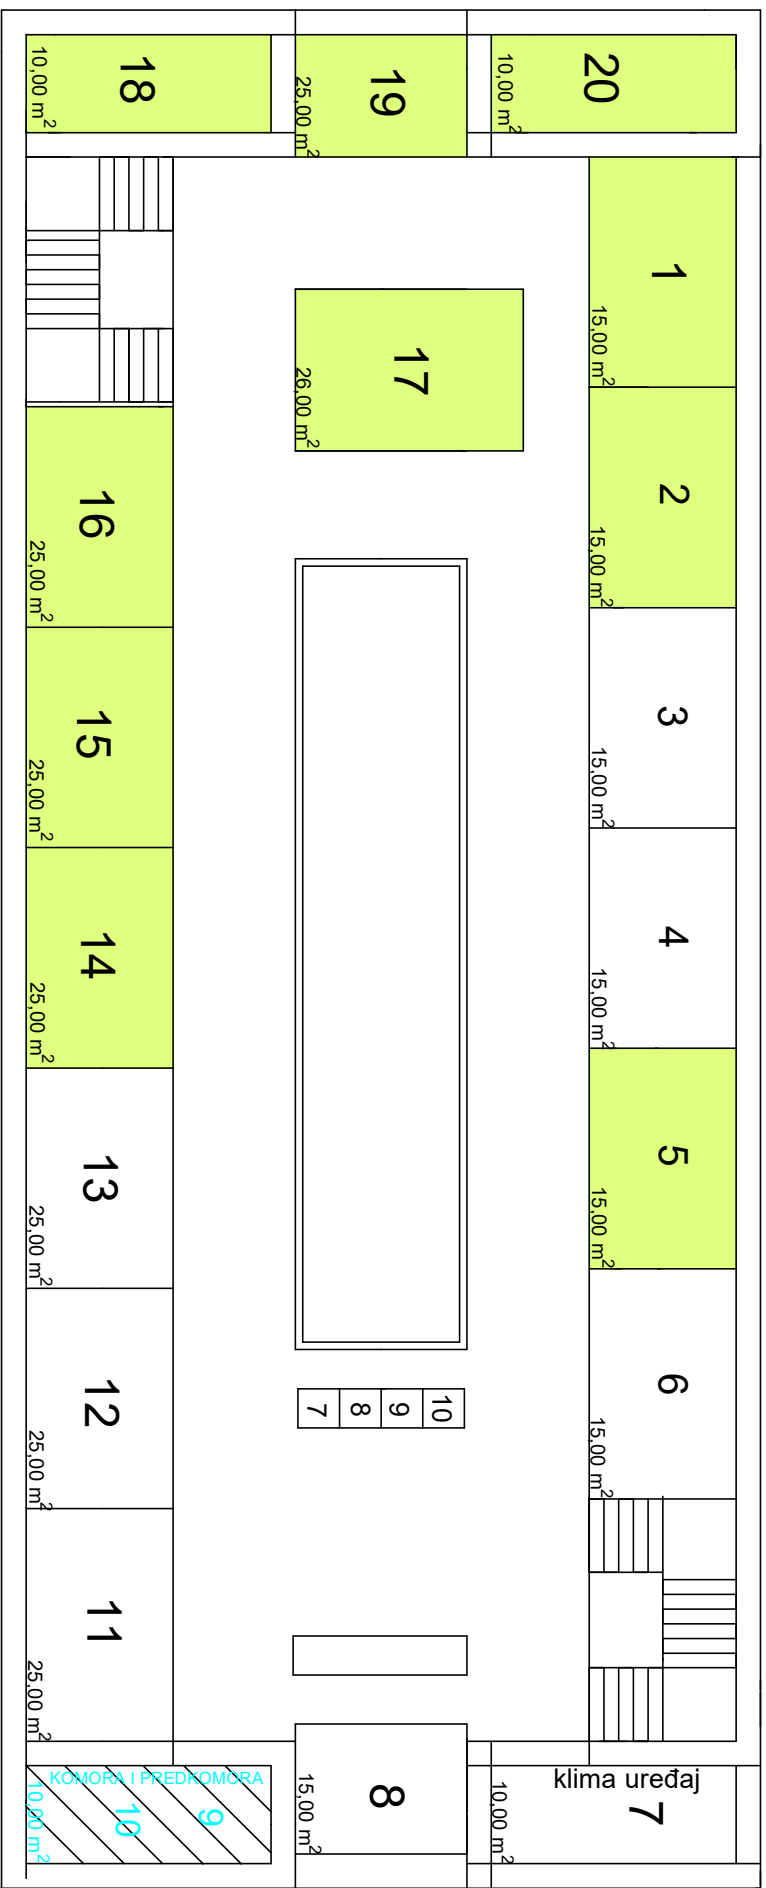 18
10,00 m²
19
25,00 m²
20
10,00 m²
1
15,00 m²
17
26,00 m²
2
15,00 m²
16
25,00 m²
3
15,00 m²
15
25,00 m²
4
15,00 m²
14
25,00 m²
5
15,00 m²
13
25,00 m²
6
15,00 m²
12
25,00 m²
7
8
9
10
11
25,00 m²
KOMORA I PREDKOMORA
10
9
10,00 m²
8
15,00 m²
klima uređaj
7
10,00 m²